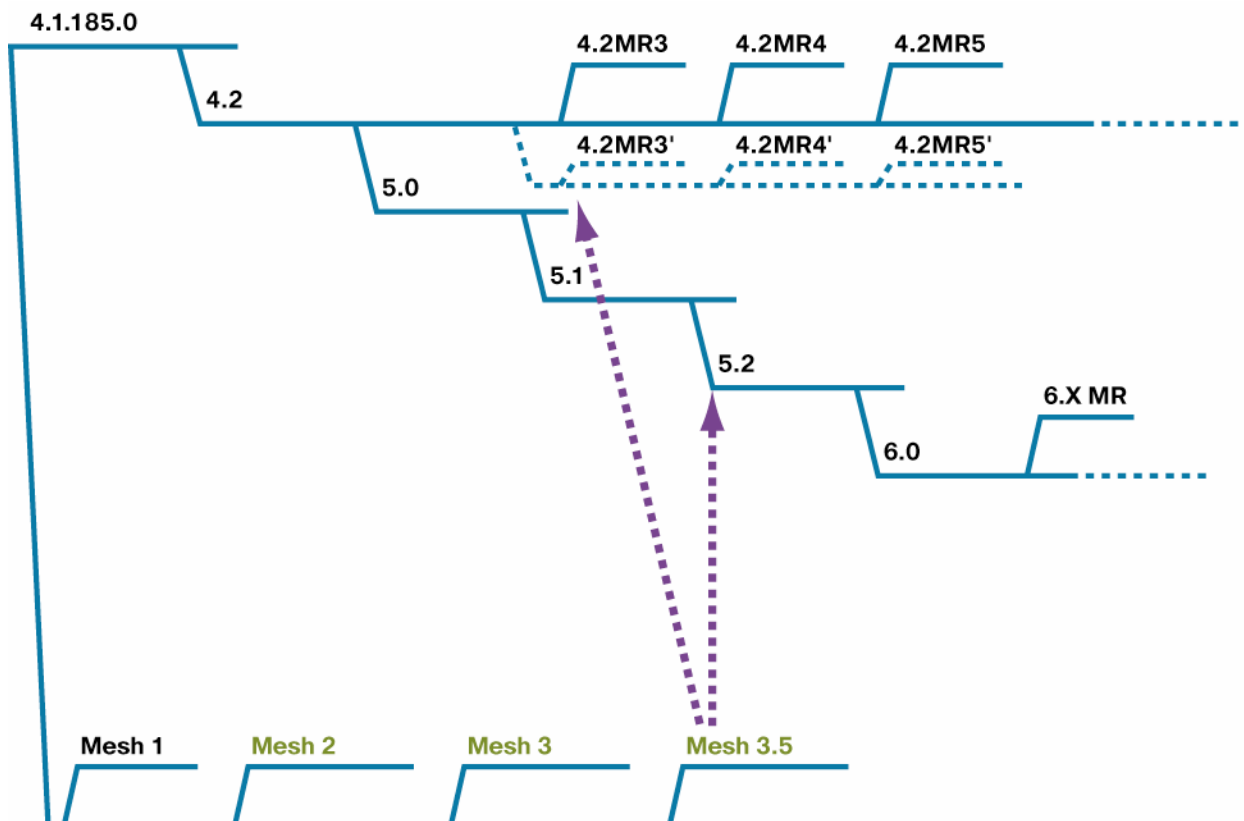 4.1.185.0
4.2MR3
4.2MR4
4.2MR5
4.2
4.2MR3'
4.2MR4'
4.2MR5'
5.0
5.1
5.2
6.X MR
6.0
Mesh 1
Mesh 2
Mesh 3
Mesh 3.5